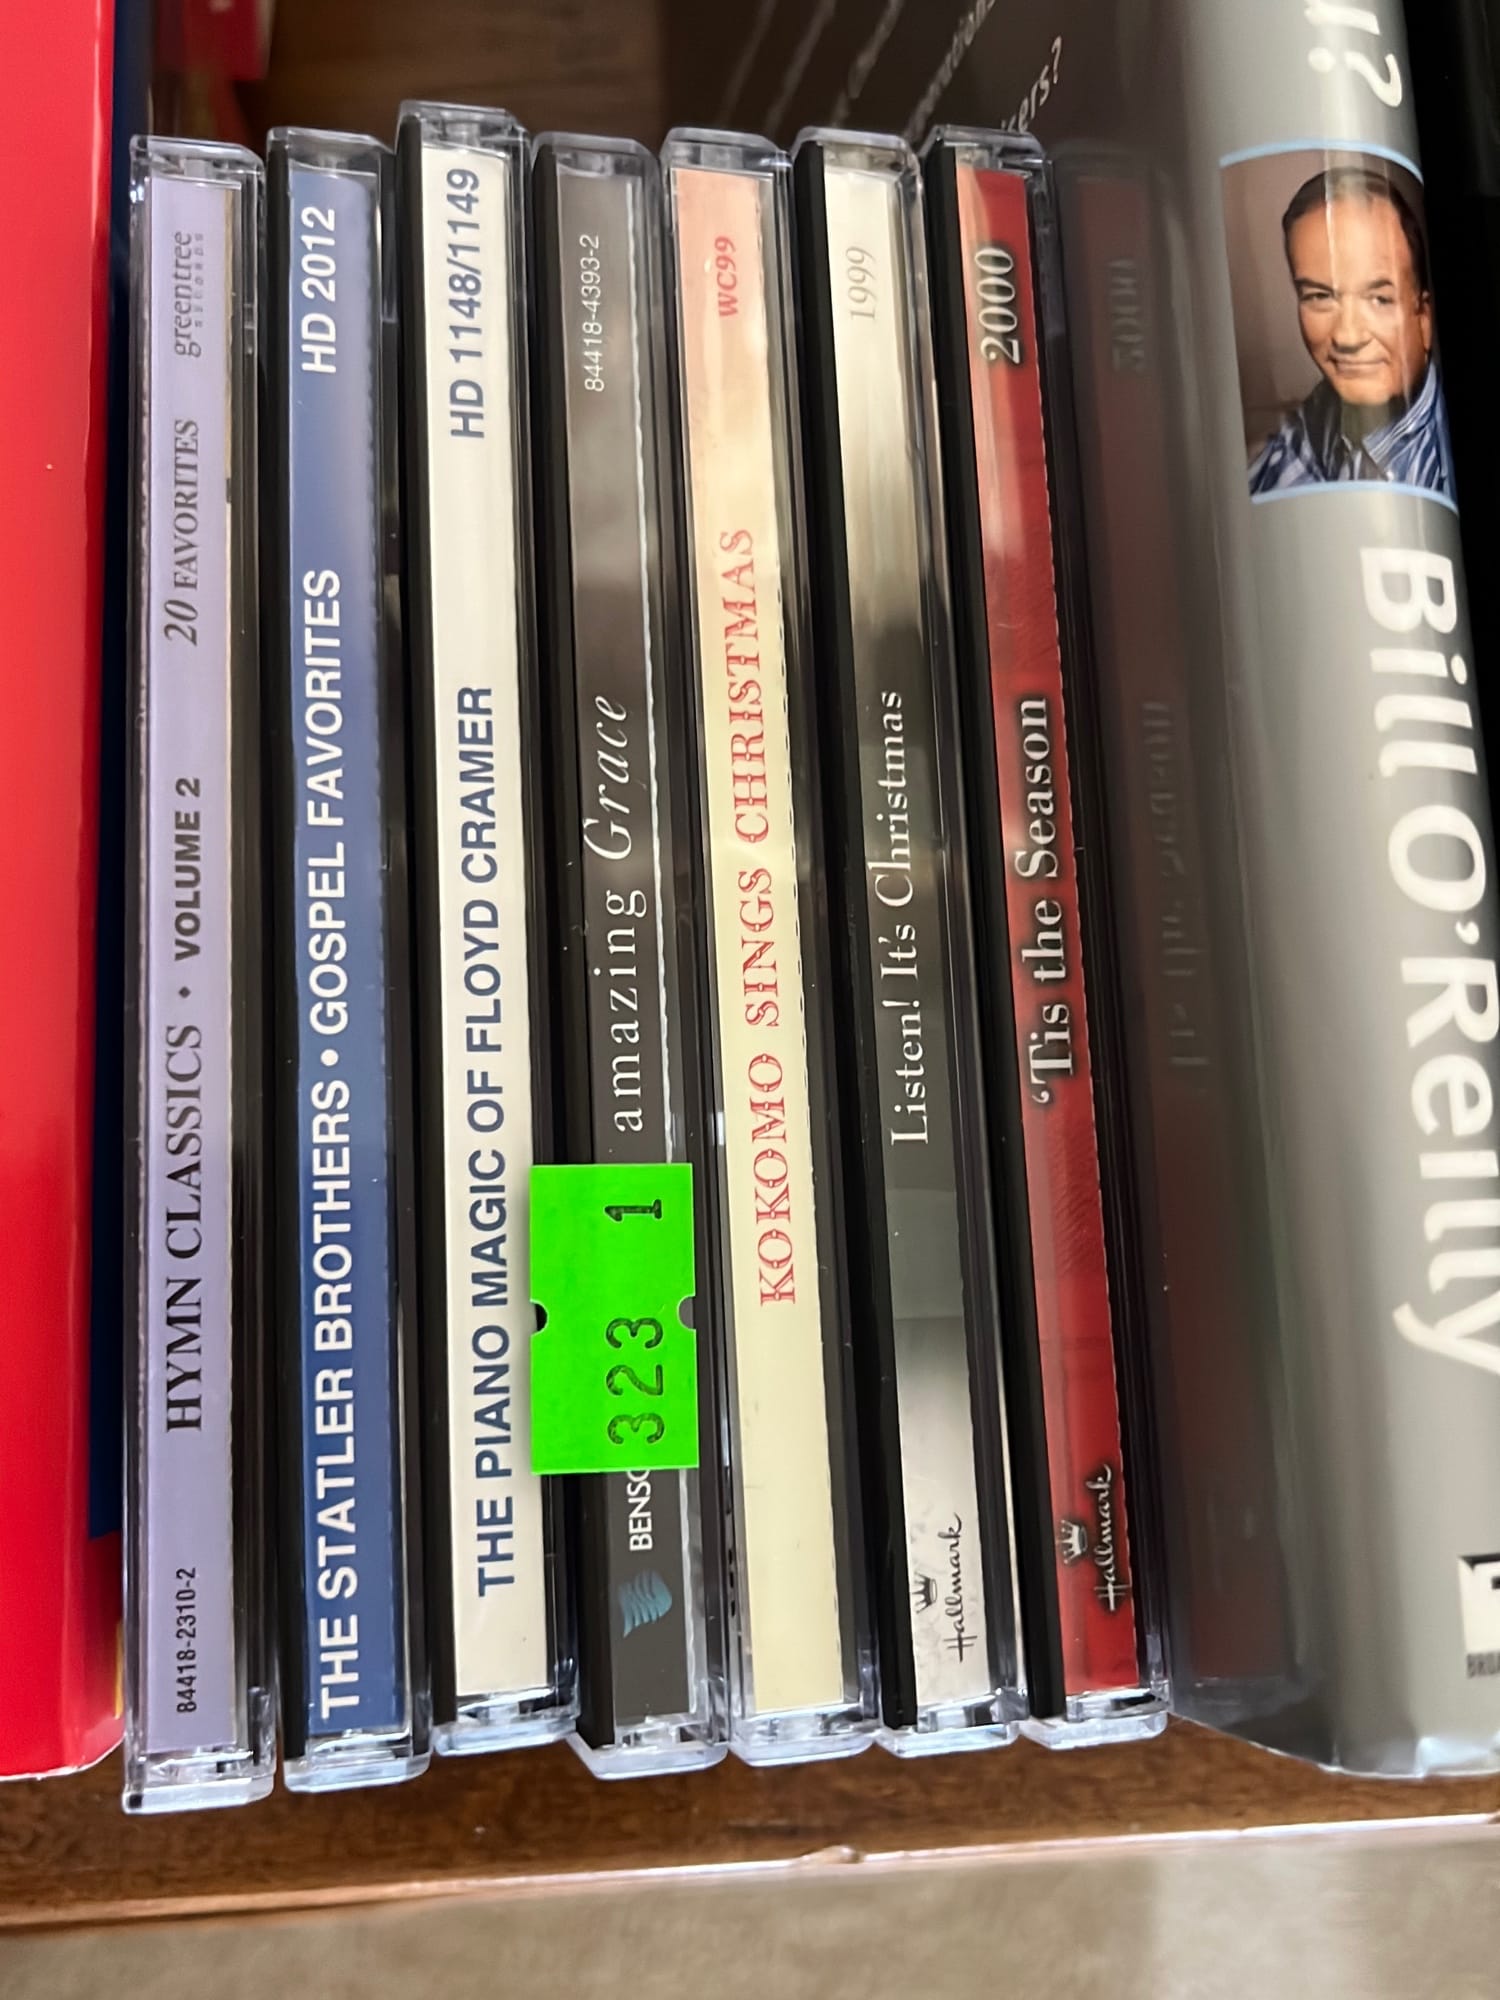 HYMN CLASSICS • VOLUME 2 20 FAVORITES greentree RECORDS
84418-2310-2
THE STATLER BROTHERS • GOSPEL FAVORITES HD 2012
THE PIANO MAGIC OF FLOYD CRAMER HD 1148/1149
amazing Grace 84418-4393-2
323 1
KOKOMO SINGS CHRISTMAS WC99
Hallmark Listen! It's Christmas 1999
Hallmark 'Tis the Season 2000
Bill O'Reilly